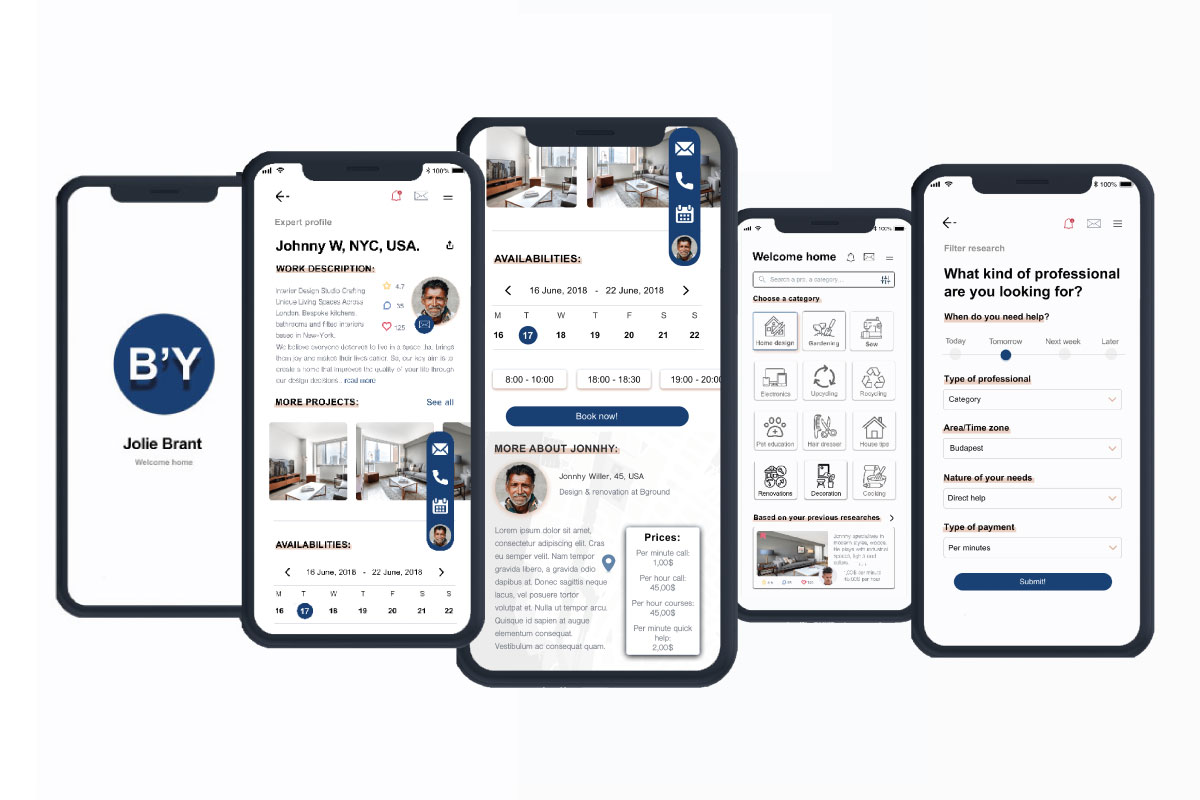 B'Y
Jolie Brant
Welcome home
100%
Expert profile
Johnny W, NYC, USA.
WORK DESCRIPTION:
Interior Design Studio Crafting
Unique Living Spaces Across
London. Bespoke kitchens,
bathrooms and fitted interiors
based in New-York.
We believe everyone deserves to live in a space that brings
them joy and makes their lives easier. So, our key aim is to
create a home that improves the quality of your life through
our design decisions... read more
4.7
35
125
MORE PROJECTS:
See all
AVAILABILITIES:
16 June, 2018 - 22 June, 2018
M T W T F S S
16 17 18 19 20 21 22
AVAILABILITIES:
16 June, 2018 - 22 June, 2018
M T W T F S S
16 17 18 19 20 21 22
8:00 - 10:00
18:00 - 18:30
19:00 - 20:00
Book now!
MORE ABOUT JONNHY:
Jonnhy Willer, 45, USA
Design & renovation at Bground
Lorem ipsum dolor sit amet,
consectetur adipiscing elit. Cras
eu semper velit. Nam tempor
gravida libero, a gravida odio
dapibus at. Donec sagittis neque
lacus, vel posuere tortor
volutpat et. Nulla ut tempor arcu.
Quisque id sapien at augue
elementum consequat.
Vestibulum ac consequat quam.
Prices:
Per minute call:
1,00$
Per hour call:
45,00$
Per hour courses:
45,00$
Per minute quick
help:
2,00$
100%
Welcome home
Search a pro, a category...
Choose a category
Home design
Gardening
Sew
Electronics
Upcycling
Recycling
Pet education
Hair dresser
House tips
Renovations
Decoration
Cooking
Based on your previous researches
Johnny specialises in
modern styles, wood
100%
Filter research
What kind of professional
are you looking for?
When do you need help?
Today
Tomorrow
Next week
Later
Type of professional
Category
Area/Time zone
Budapest
Nature of your needs
Direct help
Type of payment
Per minutes
Submit!